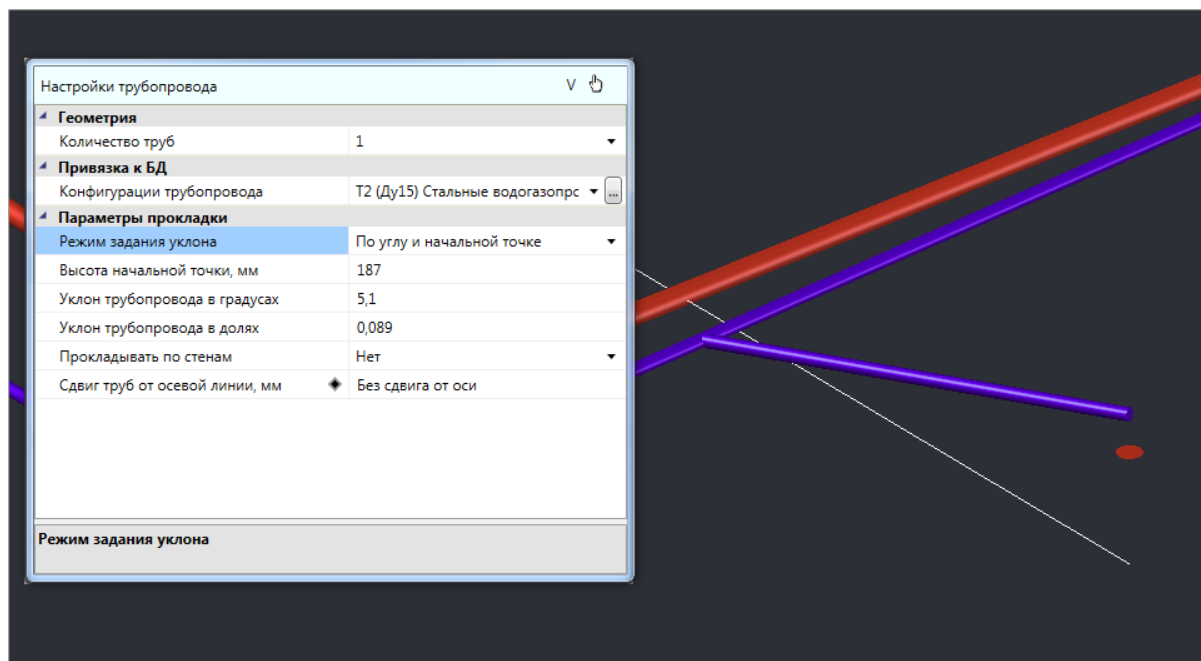 Настройки трубопровода V
Геометрия
Количество труб 1
Привязка к БД
Конфигурации трубопровода Т2 (Ду15) Стальные водогазопрс ...
Параметры прокладки
Режим задания уклона По углу и начальной точке
Высота начальной точки, мм 187
Уклон трубопровода в градусах 5,1
Уклон трубопровода в долях 0,089
Прокладывать по стенам Нет
Сдвиг труб от осевой линии, мм Без сдвига от оси
Режим задания уклона